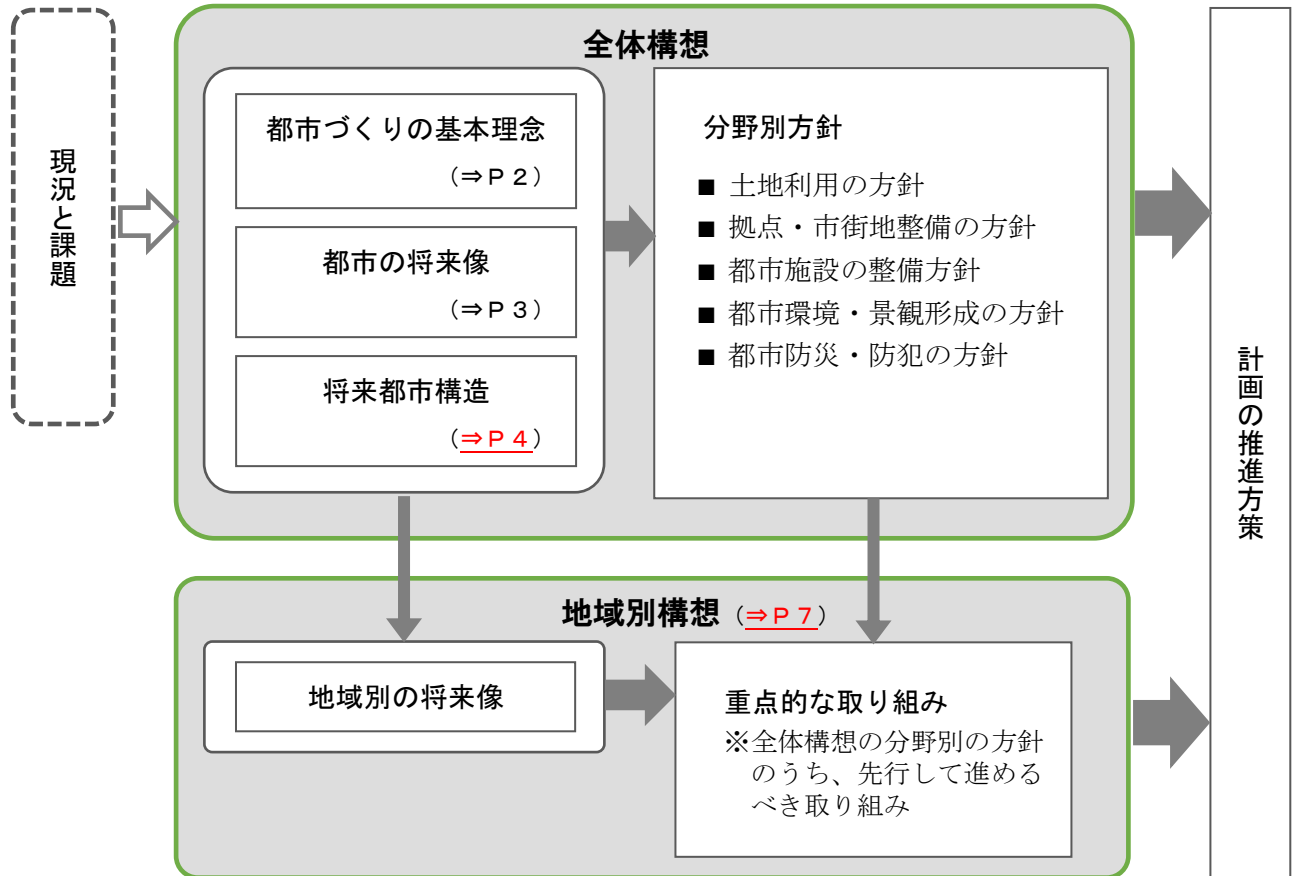 現況と課題
全体構想
都市づくりの基本理念
（⇒Ｐ２）
都市の将来像
（⇒Ｐ３）
将来都市構造
（⇒Ｐ４）
分野別方針
■ 土地利用の方針
■ 拠点・市街地整備の方針
■ 都市施設の整備方針
■ 都市環境・景観形成の方針
■ 都市防災・防犯の方針
地域別構想（⇒Ｐ７）
地域別の将来像
重点的な取り組み
※全体構想の分野別の方針
のうち、先行して進める
べき取り組み
計画の推進方策